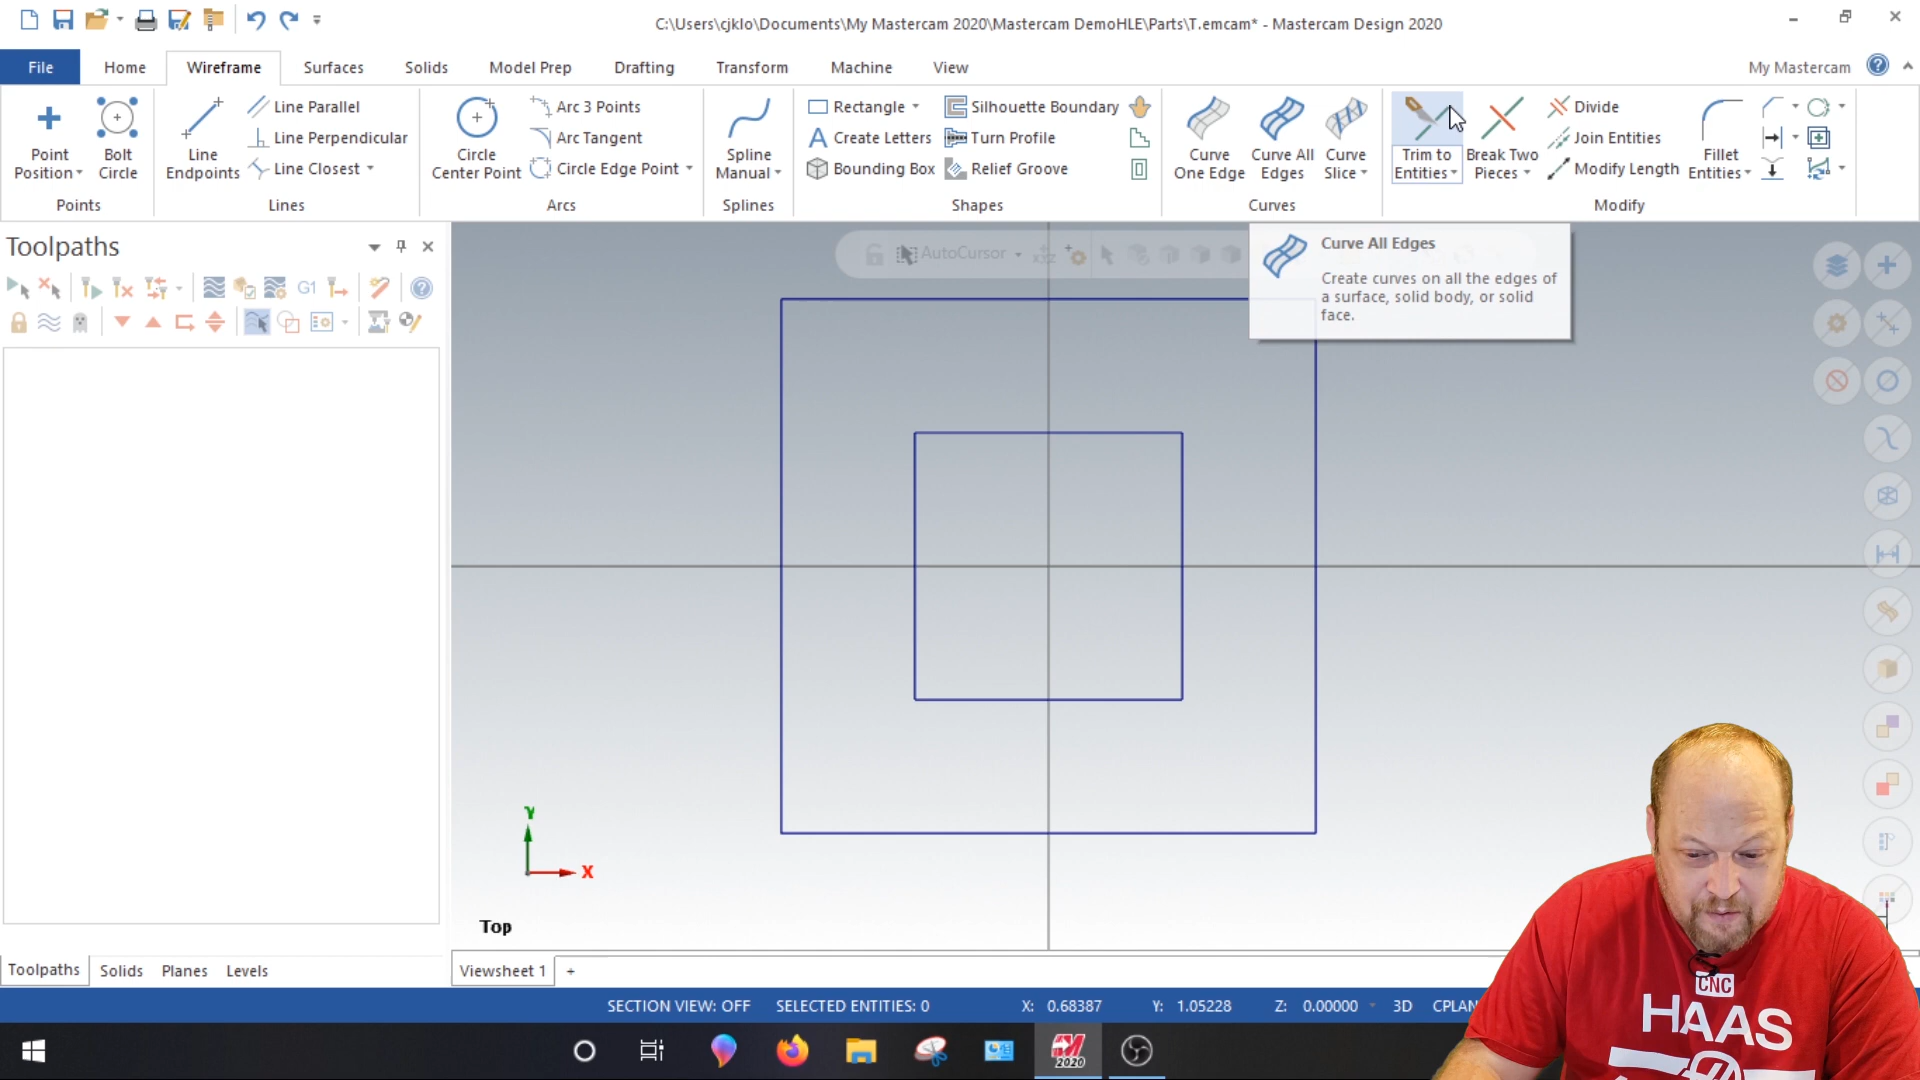 C:\Users\cjklo\Documents\My Mastercam 2020\Mastercam DemoHLE\Parts\T.emcam* - Mastercam Design 2020
File Home Wireframe Surfaces Solids Model Prep Drafting Transform Machine View My Mastercam
Point Position
Bolt Circle
Points
Line Endpoints
Line Parallel
Line Perpendicular
Line Closest
Lines
Circle Center Point
Arc 3 Points
Arc Tangent
Circle Edge Point
Arcs
Spline Manual
Splines
Rectangle
Create Letters
Bounding Box
Silhouette Boundary
Turn Profile
Relief Groove
Shapes
Curve One Edge
Curve All Edges
Curve Slice
Curves
Trim to Entities
Break Two Pieces
Divide
Join Entities
Modify Length
Fillet Entities
Modify
Toolpaths
G1
AutoCursor
Curve All Edges
Create curves on all the edges of
a surface, solid body, or solid
face.
Y
X
Top
Toolpaths Solids Planes Levels
Viewsheet 1 +
SECTION VIEW: OFF SELECTED ENTITIES: 0 X: 0.68387 Y: 1.05228 Z: 0.00000 3D
2020
CNC
HAAS